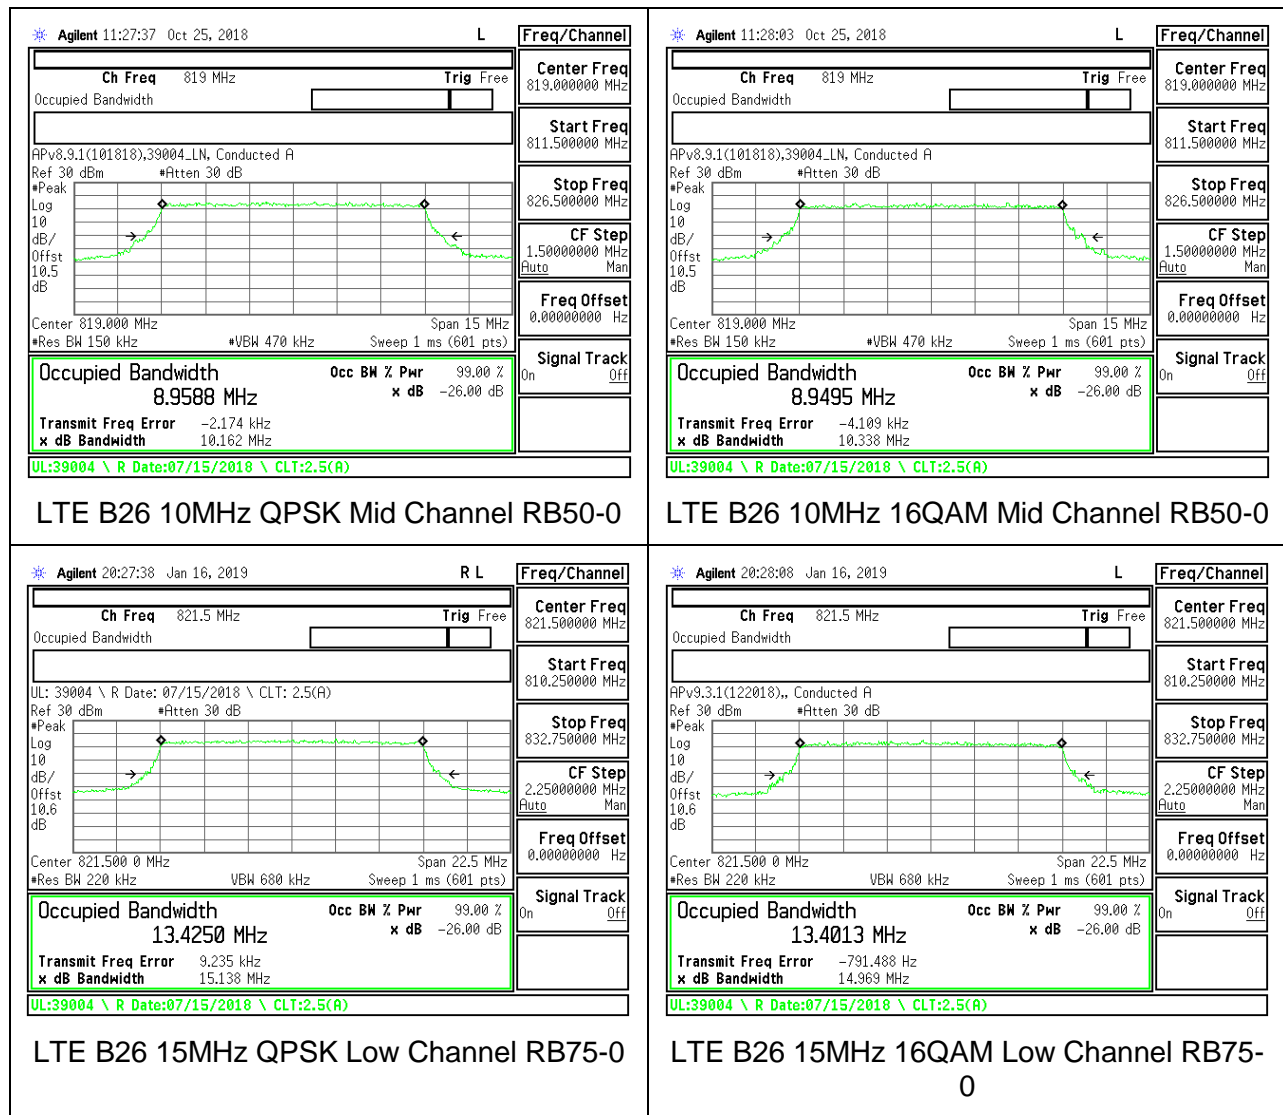 Agilent 11:27:37 Oct 25, 2018 L Freq/Channel
Ch Freq 819 MHz Trig Free
Occupied Bandwidth
Center Freq
819.000000 MHz
Start Freq
811.500000 MHz
APv8.9.1(101818),39004_LN, Conducted A
Ref 30 dBm #Atten 30 dB
#Peak
Log
10
dB/
Offst
10.5
dB
Stop Freq
826.500000 MHz
CF Step
1.50000000 MHz
Auto Man
Freq Offset
0.00000000 Hz
Center 819.000 MHz Span 15 MHz
#Res BW 150 kHz #VBW 470 kHz Sweep 1 ms (601 pts)
Signal Track
On Off
Occupied Bandwidth Occ BW % Pwr 99.00 %
8.9588 MHz x dB -26.00 dB
Transmit Freq Error -2.174 kHz
x dB Bandwidth 10.162 MHz
UL:39004 \ R Date:07/15/2018 \ CLT:2.5(A)
LTE B26 10MHz QPSK Mid Channel RB50-0
Agilent 11:28:03 Oct 25, 2018 L Freq/Channel
Ch Freq 819 MHz Trig Free
Occupied Bandwidth
Center Freq
819.000000 MHz
Start Freq
811.500000 MHz
APv8.9.1(101818),39004_LN, Conducted A
Ref 30 dBm #Atten 30 dB
#Peak
Log
10
dB/
Offst
10.5
dB
Stop Freq
826.500000 MHz
CF Step
1.50000000 MHz
Auto Man
Freq Offset
0.00000000 Hz
Center 819.000 MHz Span 15 MHz
#Res BW 150 kHz #VBW 470 kHz Sweep 1 ms (601 pts)
Signal Track
On Off
Occupied Bandwidth Occ BW % Pwr 99.00 %
8.9495 MHz x dB -26.00 dB
Transmit Freq Error -4.109 kHz
x dB Bandwidth 10.338 MHz
UL:39004 \ R Date:07/15/2018 \ CLT:2.5(A)
LTE B26 10MHz 16QAM Mid Channel RB50-0
Agilent 20:27:38 Jan 16, 2019 R L Freq/Channel
Ch Freq 821.5 MHz Trig Free
Occupied Bandwidth
Center Freq
821.500000 MHz
Start Freq
810.250000 MHz
UL: 39004 \ R Date: 07/15/2018 \ CLT: 2.5(A)
Ref 30 dBm #Atten 30 dB
#Peak
Log
10
dB/
Offst
10.6
dB
Stop Freq
832.750000 MHz
CF Step
2.25000000 MHz
Auto Man
Freq Offset
0.00000000 Hz
Center 821.500 0 MHz Span 22.5 MHz
#Res BW 220 kHz VBW 680 kHz Sweep 1 ms (601 pts)
Signal Track
On Off
Occupied Bandwidth Occ BW % Pwr 99.00 %
13.4250 MHz x dB -26.00 dB
Transmit Freq Error 9.235 kHz
x dB Bandwidth 15.138 MHz
UL:39004 \ R Date:07/15/2018 \ CLT:2.5(A)
LTE B26 15MHz QPSK Low Channel RB75-0
Agilent 20:28:08 Jan 16, 2019 L Freq/Channel
Ch Freq 821.5 MHz Trig Free
Occupied Bandwidth
Center Freq
821.500000 MHz
Start Freq
810.250000 MHz
APv9.3.1(122018),, Conducted A
Ref 30 dBm #Atten 30 dB
#Peak
Log
10
dB/
Offst
10.6
dB
Stop Freq
832.750000 MHz
CF Step
2.25000000 MHz
Auto Man
Freq Offset
0.00000000 Hz
Center 821.500 0 MHz Span 22.5 MHz
#Res BW 220 kHz VBW 680 kHz Sweep 1 ms (601 pts)
Signal Track
On Off
Occupied Bandwidth Occ BW % Pwr 99.00 %
13.4013 MHz x dB -26.00 dB
Transmit Freq Error -791.488 Hz
x dB Bandwidth 14.969 MHz
UL:39004 \ R Date:07/15/2018 \ CLT:2.5(A)
LTE B26 15MHz 16QAM Low Channel RB75-
0